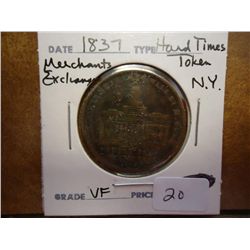 DATE 1837 TYPE Hard Times
Merchants Token
Exchange N.Y.
GRADE VF PRICE
20